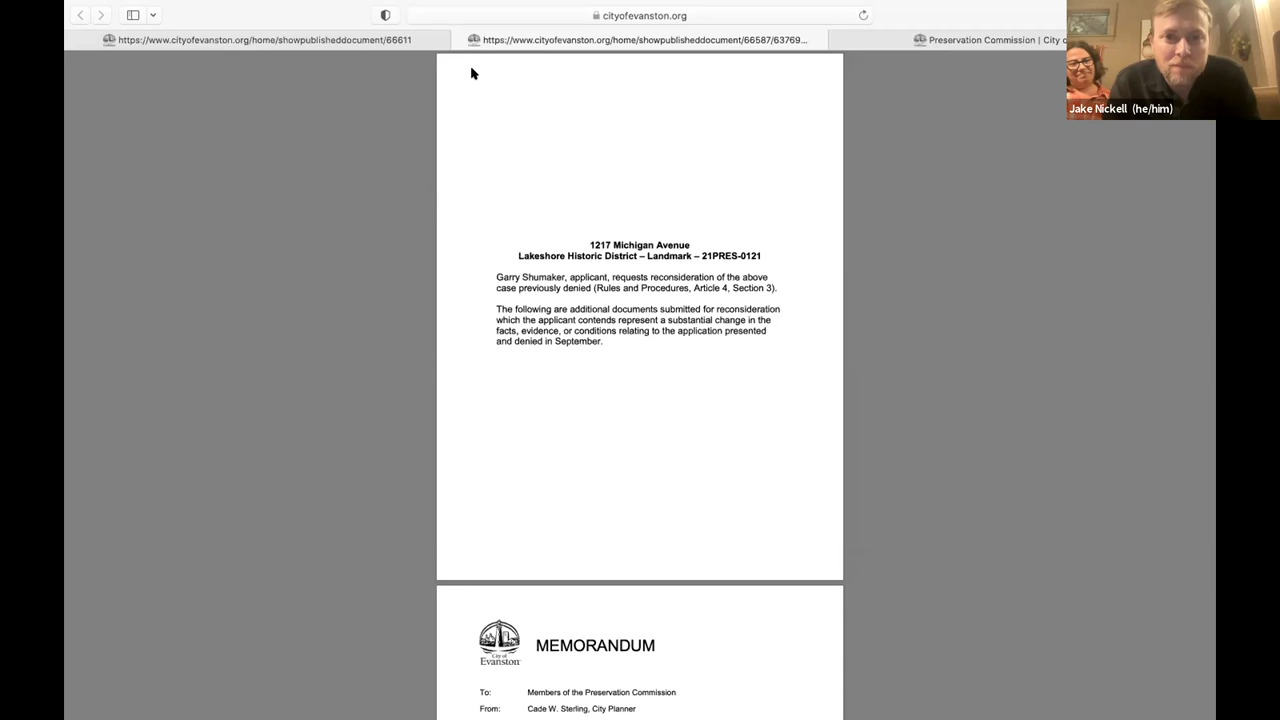 cityofevanston.org
https://www.cityofevanston.org/home/showpublisheddocument/66611
https://www.cityofevanston.org/home/showpublisheddocument/66587/63769...
Preservation Commission | City o
Jake Nickell (he/him)
1217 Michigan Avenue
Lakeshore Historic District – Landmark – 21PRES-0121
Garry Shumaker, applicant, requests reconsideration of the above
case previously denied (Rules and Procedures, Article 4, Section 3).
The following are additional documents submitted for reconsideration
which the applicant contends represent a substantial change in the
facts, evidence, or conditions relating to the application presented
and denied in September.
City of
Evanston
MEMORANDUM
To: Members of the Preservation Commission
From: Cade W. Sterling, City Planner